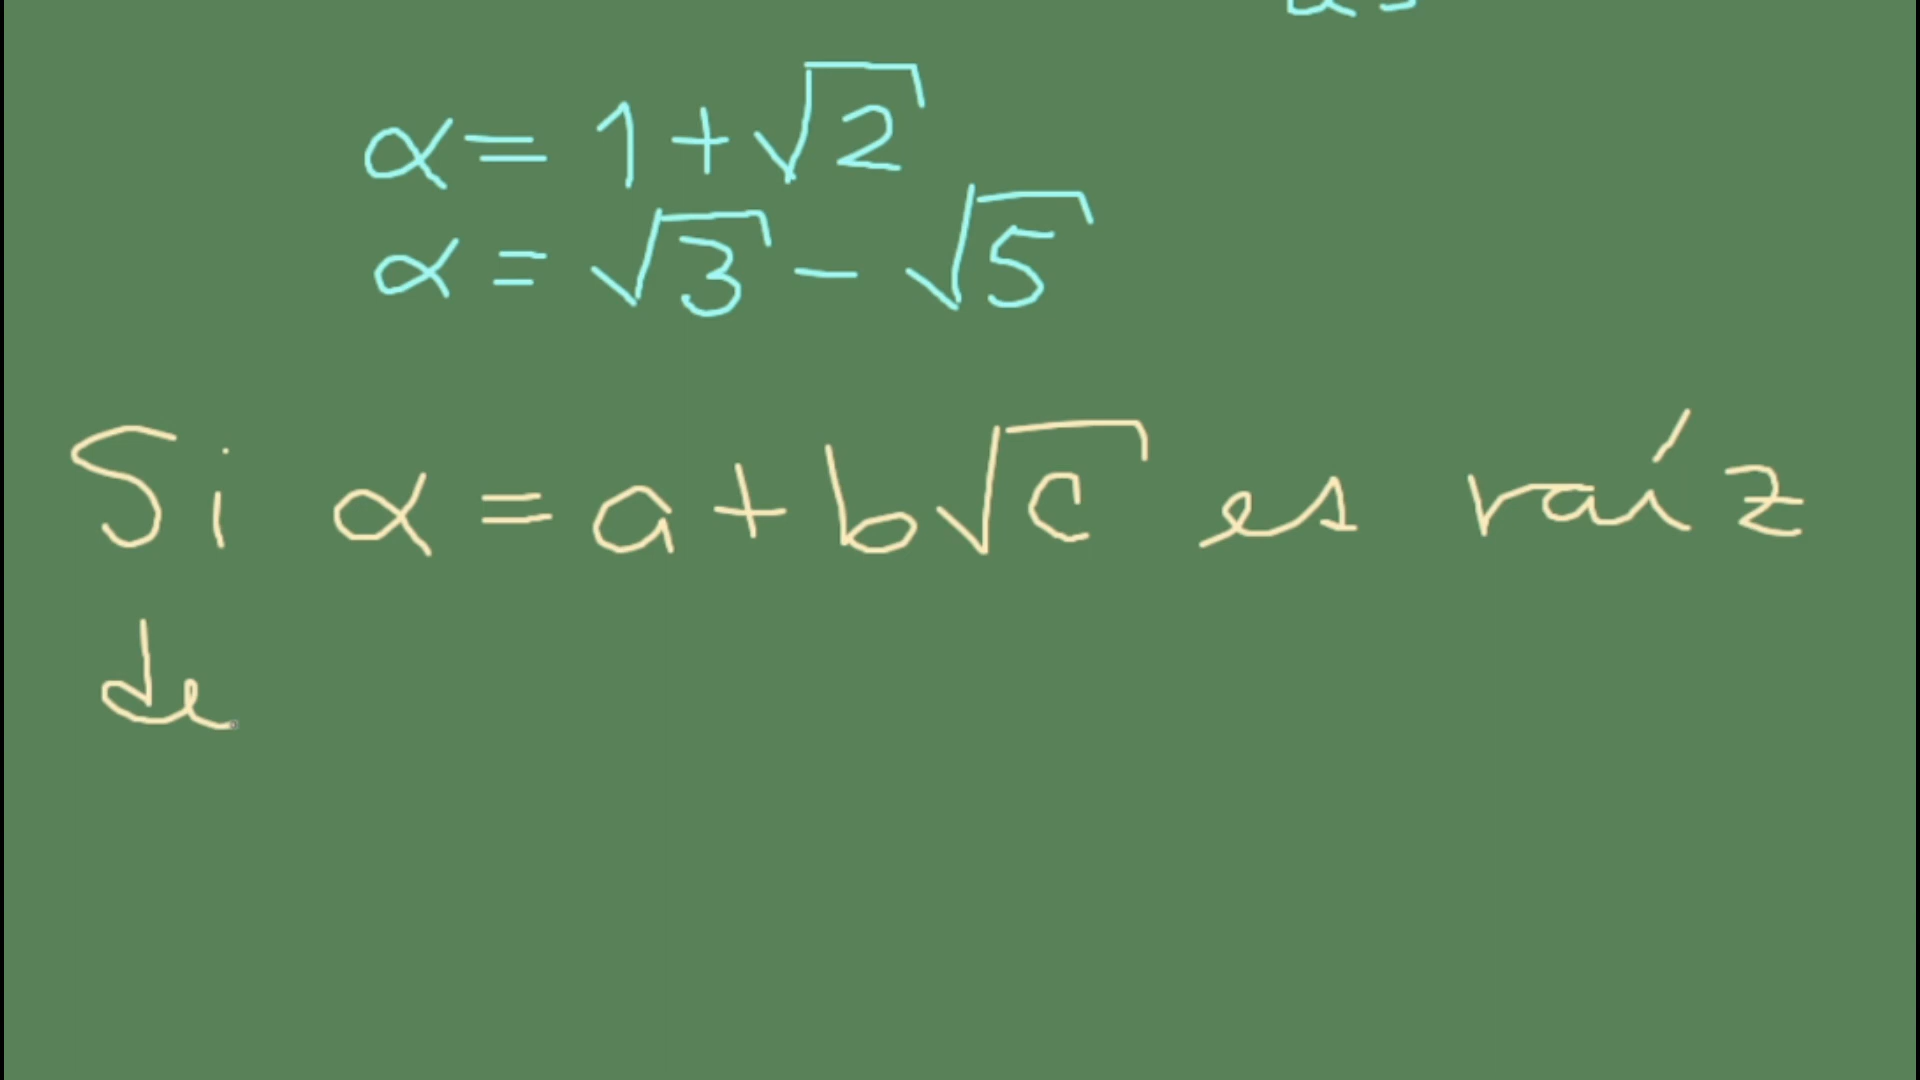 α = 1 + √2
α = √3 - √5
Si α = a + b√c es raíz
de